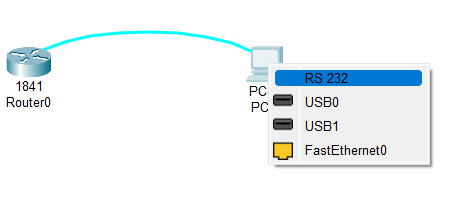 1841
Router0
PC
PC
RS 232
USB0
USB1
FastEthernet0